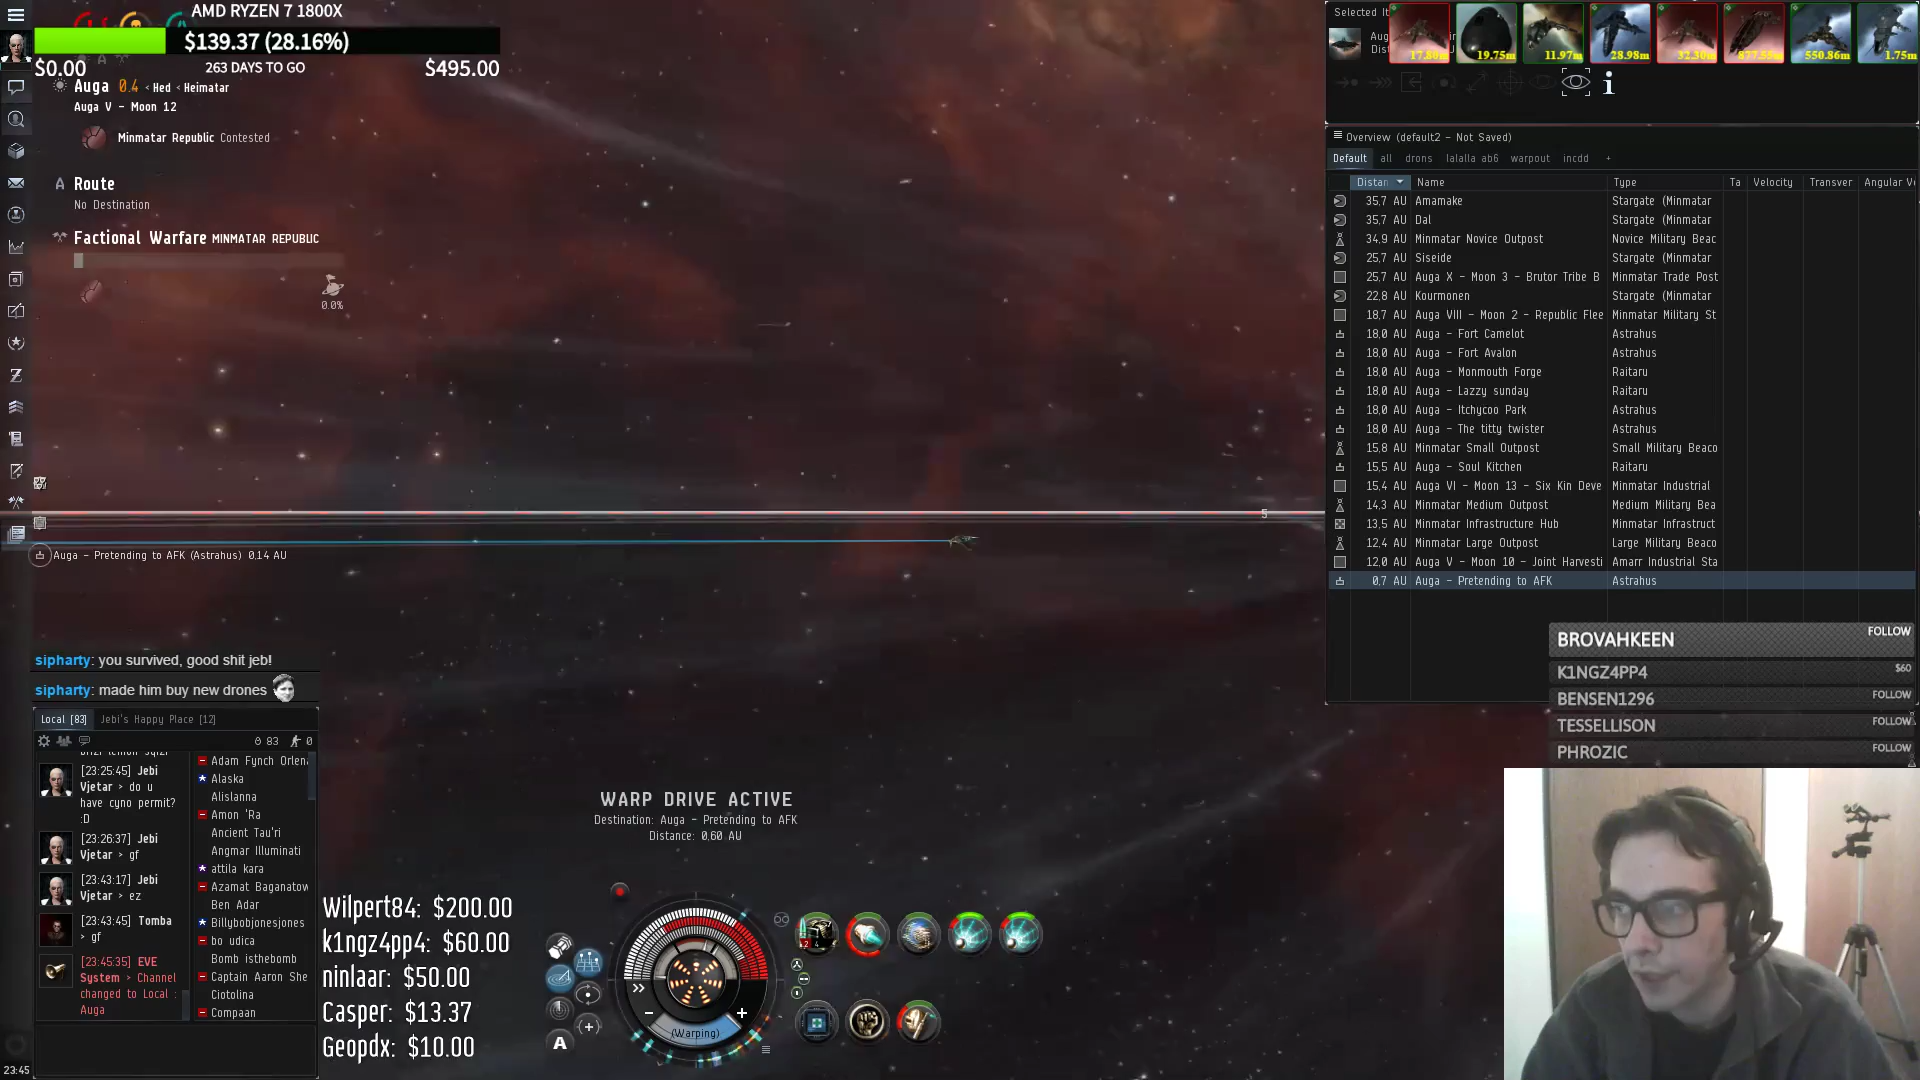 AMD RYZEN 7 1800X
$139.37 (28.16%)
$0.00
263 DAYS TO GO
$495.00
Auga 0.4 < Hed < Heimatar
Auga V - Moon 12
Minmatar Republic Contested
Route
No Destination
Factional Warfare MINMATAR REPUBLIC
0.0%
5
Auga - Pretending to AFK (Astrahus) 0,14 AU
sipharty: you survived, good shit jeb!
sipharty: made him buy new drones
Local [83]
Jebi's Happy Place [12]
83
0
[23:25:45] Jebi
Vjetar > do u
have cyno permit?
:D
[23:26:37] Jebi
Vjetar > gf
[23:43:17] Jebi
Vjetar > ez
[23:43:45] Tomba
> gf
[23:45:35] EVE
System > Channel
changed to Local :
Auga
Adam Fynch Orlen
Alaska
Alislanna
Amon 'Ra
Ancient Tau'ri
Angmar Illuminati
attila kara
Azamat Baganatow
Ben Adar
Billybobjonesjones
bo udica
Bomb isthebomb
Captain Aaron She
Ciotolina
Compaan
23:45
WARP DRIVE ACTIVE
Destination: Auga - Pretending to AFK
Distance: 0,60 AU
Wilpert84: $200.00
k1ngz4pp4: $60.00
ninlaar: $50.00
Casper: $13.37
Geopdx: $10.00
(Warping)
A
Selected It
17.80m
19.75m
11.97m
28.98m
32.30m
877.55m
550.86m
1.75m
Overview (default2 - Not Saved)
Default all drons lalalla ab6 warpout incdd +
Distan Name Type Ta Velocity Transver Angular Ve
35,7 AU Amamake Stargate (Minmatar
35,7 AU Dal Stargate (Minmatar
34,9 AU Minmatar Novice Outpost Novice Military Beac
25,7 AU Siseide Stargate (Minmatar
25,7 AU Auga X - Moon 3 - Brutor Tribe B Minmatar Trade Post
22,8 AU Kourmonen Stargate (Minmatar
18,7 AU Auga VIII - Moon 2 - Republic Flee Minmatar Military St
18,0 AU Auga - Fort Camelot Astrahus
18,0 AU Auga - Fort Avalon Astrahus
18,0 AU Auga - Monmouth Forge Raitaru
18,0 AU Auga - Lazzy sunday Raitaru
18,0 AU Auga - Itchycoo Park Astrahus
18,0 AU Auga - The titty twister Astrahus
15,8 AU Minmatar Small Outpost Small Military Beaco
15,5 AU Auga - Soul Kitchen Raitaru
15,4 AU Auga VI - Moon 13 - Six Kin Deve Minmatar Industrial
14,3 AU Minmatar Medium Outpost Medium Military Bea
13,5 AU Minmatar Infrastructure Hub Minmatar Infrastruct
12,4 AU Minmatar Large Outpost Large Military Beaco
12,0 AU Auga V - Moon 10 - Joint Harvesti Amarr Industrial Sta
0,7 AU Auga - Pretending to AFK Astrahus
BROVAHKEEN FOLLOW
K1NGZ4PP4 $60
BENSEN1296 FOLLOW
TESSELLISON FOLLOW
PHROZIC FOLLOW